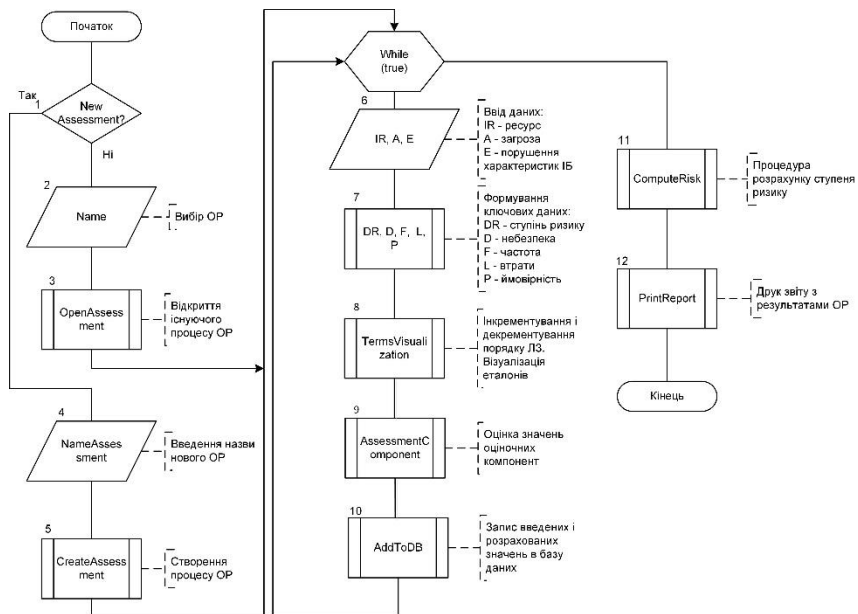 Початок
Так
1
New
Assessment?
Ні
2
Name
Вибір ОР
3
OpenAssess
ment
Відкриття
існуючого
процесу ОР
4
NameAsses
sment
Введення назви
нового ОР
5
CreateAssess
ment
Створення
процесу ОР
While
(true)
6
IR, A, E
Ввід даних:
IR - ресурс
A - загроза
E - порушення
характеристик ІБ
7
DR, D, F, L,
P
Формування
ключових даних:
DR - ступінь ризику
D - небезпека
F - частота
L - втрати
P - ймовірність
8
TermsVisuali
zation
Інкрементування і
декрементування
порядку ЛЗ.
Візуалізація
еталонів
9
AssessmentC
omponent
Оцінка значень
оціночних
компонент
10
AddToDB
Запис введених і
розрахованих
значень в базу
даних
11
ComputeRisk
Процедура
розрахунку ступеня
ризику
12
PrintReport
Друк звіту з
результатами ОР
Кінець